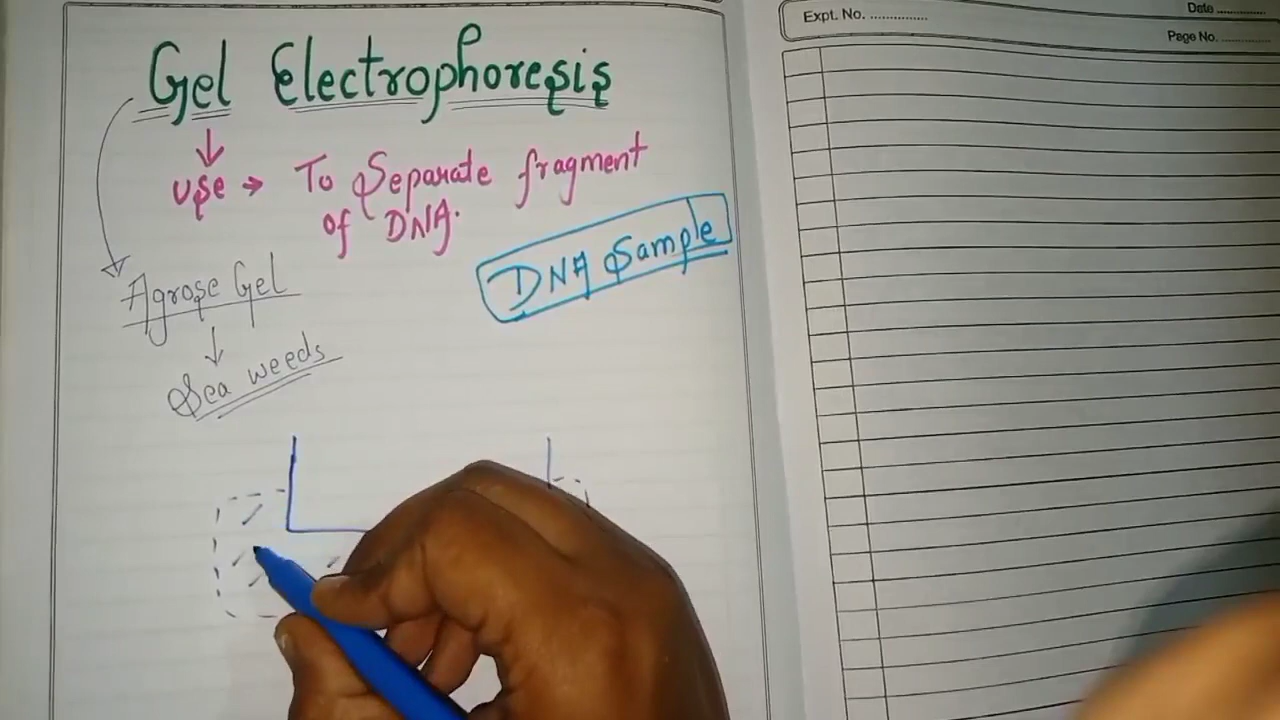 Gel Electrophoresis
Use → To Separate fragment
of DNA.
DNA Sample
Agrose Gel
Sea weeds
Expt. No. ..............
Date ..............
Page No. ..............